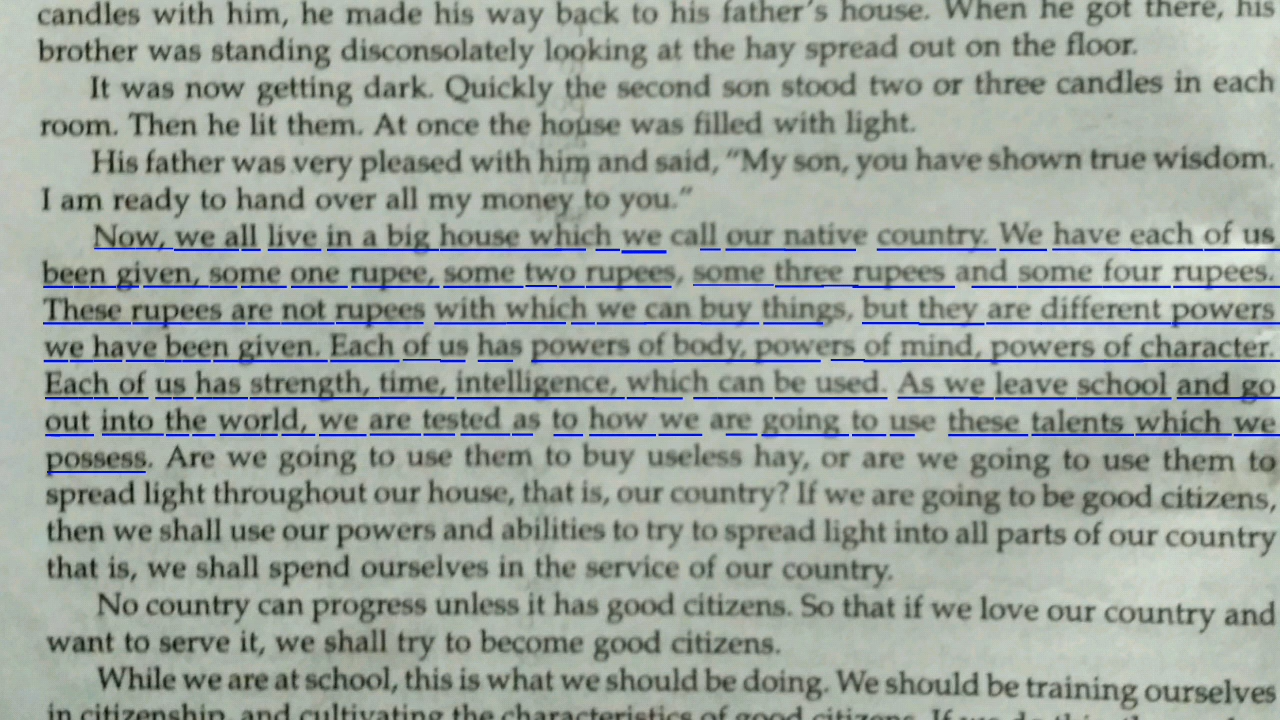 candles with him, he made his way back to his father's house. When he got there, his
brother was standing disconsolately looking at the hay spread out on the floor.
It was now getting dark. Quickly the second son stood two or three candles in each
room. Then he lit them. At once the house was filled with light.
His father was very pleased with him and said, “My son, you have shown true wisdom.
I am ready to hand over all my money to you.”
Now, we all live in a big house which we call our native country. We have each of us
been given, some one rupee, some two rupees, some three rupees and some four rupees.
These rupees are not rupees with which we can buy things, but they are different powers
we have been given. Each of us has powers of body, powers of mind, powers of character.
Each of us has strength, time, intelligence, which can be used. As we leave school and go
out into the world, we are tested as to how we are going to use these talents which we
possess. Are we going to use them to buy useless hay, or are we going to use them to
spread light throughout our house, that is, our country? If we are going to be good citizens,
then we shall use our powers and abilities to try to spread light into all parts of our country
that is, we shall spend ourselves in the service of our country.
No country can progress unless it has good citizens. So that if we love our country and
want to serve it, we shall try to become good citizens.
While we are at school, this is what we should be doing. We should be training ourselves
in citizenship, and cultivating the characteristics of good citizens. If we do this